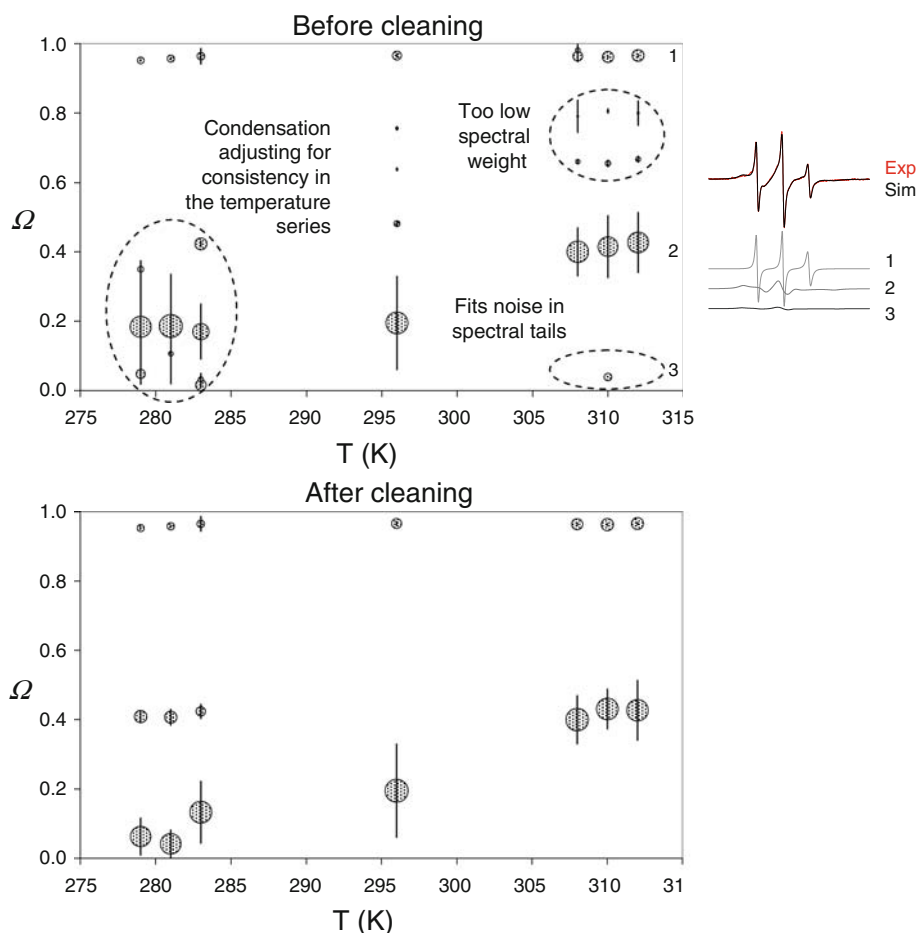 Before cleaning
1.0
0.8
0.6
0.4
0.2
0.0
Ω
Condensation
adjusting for
consistency in
the temperature
series
Too low
spectral
weight
Fits noise in
spectral tails
1
2
3
275 280 285 290 295 300 305 310 315
T (K)
Exp
Sim
1
2
3
After cleaning
1.0
0.8
0.6
0.4
0.2
0.0
Ω
275 280 285 290 295 300 305 310 31
T (K)